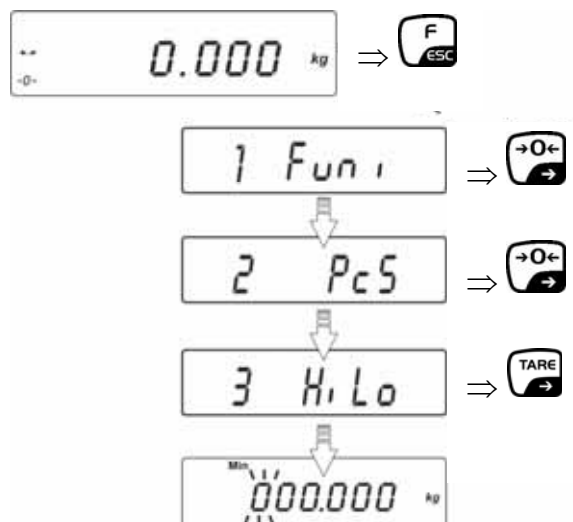 0.000 kg ⇒ F
-0- ESC
1 Funi ⇒ →0←
→
2 PcS ⇒ →0←
→
3 HiLo ⇒ TARE
→
Min
000.000 kg